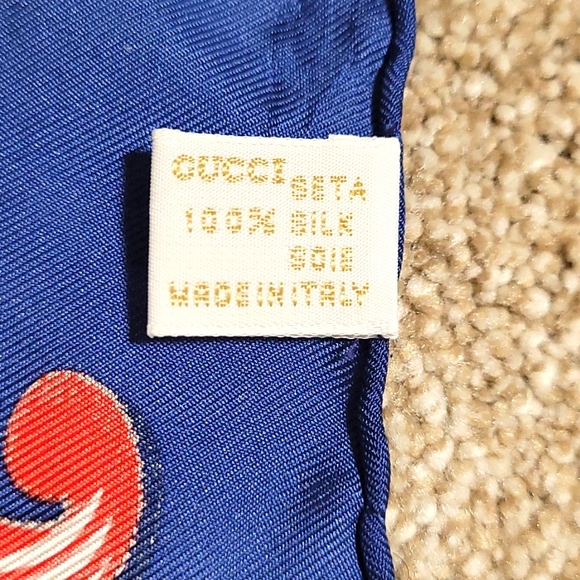 GUCCI SETA
100% SILK
SOIE
MADE IN ITALY